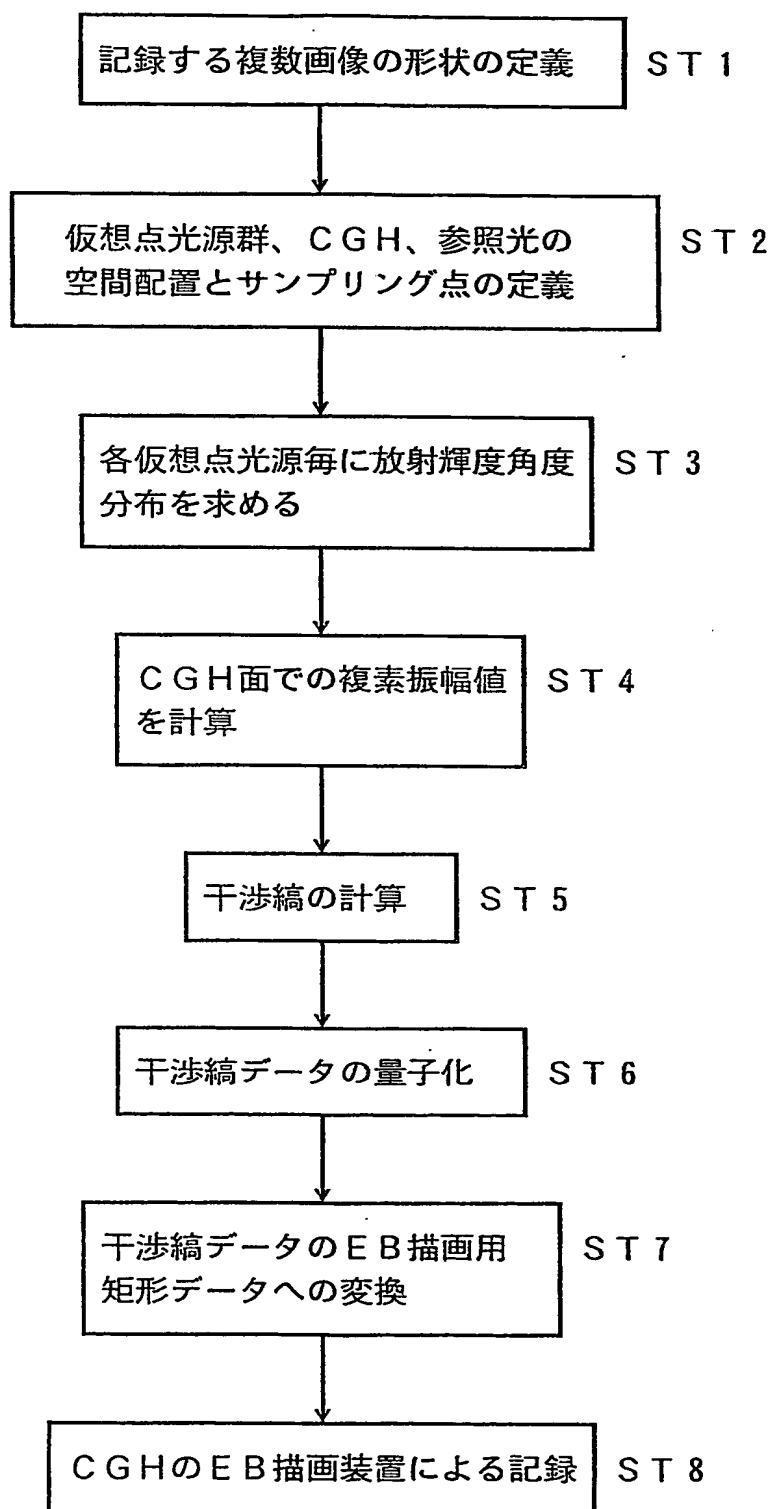 記録する複数画像の形状の定義 ST1
仮想点光源群、CGH、参照光の ST2
空間配置とサンプリング点の定義
各仮想点光源毎に放射輝度角度 ST3
分布を求める
CGH面での複素振幅値 ST4
を計算
干渉縞の計算 ST5
干渉縞データの量子化 ST6
干渉縞データのEB描画用 ST7
矩形データへの変換
CGHのEB描画装置による記録 ST8